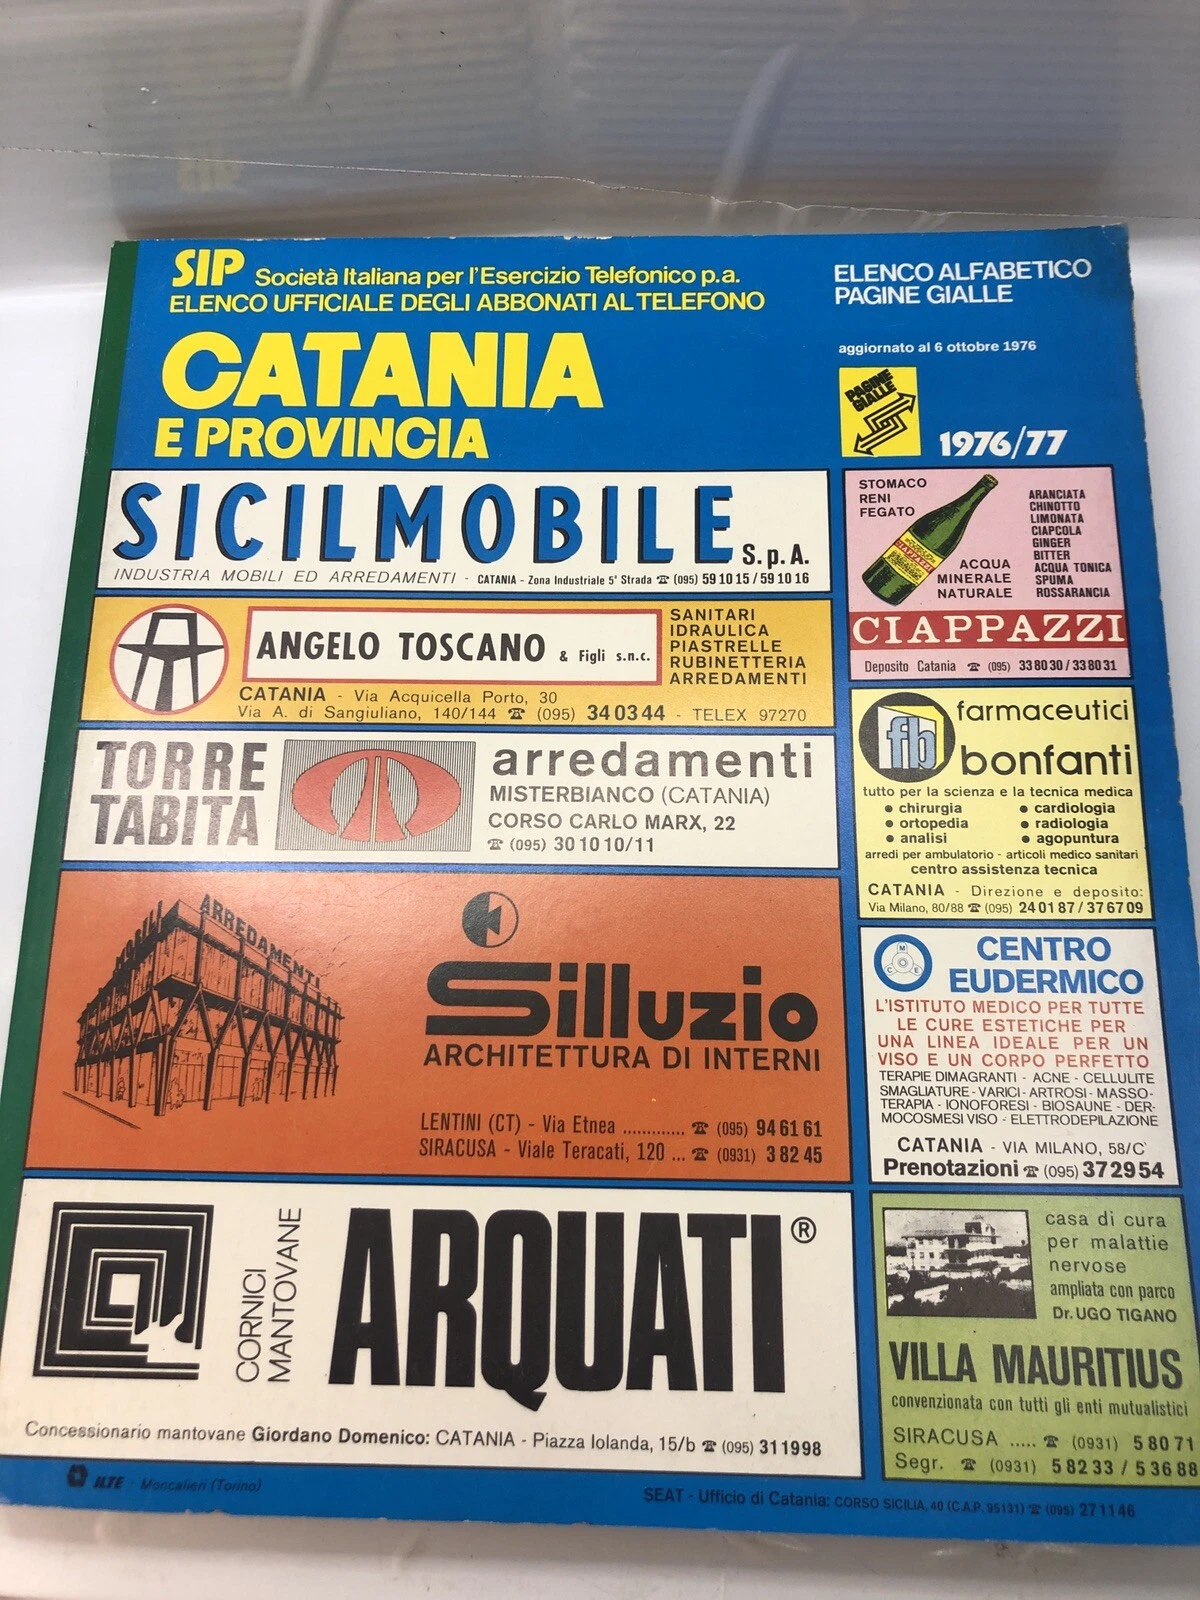 SIP Società Italiana per l'Esercizio Telefonico p.a.
ELENCO UFFICIALE DEGLI ABBONATI AL TELEFONO
CATANIA
E PROVINCIA
ELENCO ALFABETICO
PAGINE GIALLE
aggiornato al 6 ottobre 1976
PAGINE
GIALLE
1976/77
SICILMOBILE S.p.A.
INDUSTRIA MOBILI ED ARREDAMENTI - CATANIA - Zona Industriale 5ª Strada ☎ (095) 59 10 15 / 59 10 16
ANGELO TOSCANO & Figli s.n.c.
SANITARI
IDRAULICA
PIASTRELLE
RUBINETTERIA
ARREDAMENTI
CATANIA - Via Acquicella Porto, 30
Via A. di Sangiuliano, 140/144 ☎ (095) 34 03 44 - TELEX 97270
TORRE
TABITA
arredamenti
MISTERBIANCO (CATANIA)
CORSO CARLO MARX, 22
☎ (095) 30 10 10/11
MOBILI ARREDAMENTI
Silluzio
ARCHITETTURA DI INTERNI
LENTINI (CT) - Via Etnea ............. ☎ (095) 94 61 61
SIRACUSA - Viale Teracati, 120 ... ☎ (0931) 3 82 45
CORNICI
MANTOVANE
ARQUATI®
Concessionario mantovane Giordano Domenico: CATANIA - Piazza Iolanda, 15/b ☎ (095) 311998
STOMACO
RENI
FEGATO
CIAPPAZZI
ACQUA
MINERALE
NATURALE
ARANCIATA
CHINOTTO
LIMONATA
CIAPCOLA
GINGER
BITTER
ACQUA TONICA
SPUMA
ROSSARANCIA
CIAPPAZZI
Deposito Catania ☎ (095) 33 80 30 / 33 80 31
fb
farmaceutici
bonfanti
tutto per la scienza e la tecnica medica
• chirurgia • cardiologia
• ortopedia • radiologia
• analisi • agopuntura
arredi per ambulatorio - articoli medico sanitari
centro assistenza tecnica
CATANIA - Direzione e deposito:
Via Milano, 80/88 ☎ (095) 24 01 87 / 37 67 09
M
C E
CENTRO
EUDERMICO
L'ISTITUTO MEDICO PER TUTTE
LE CURE ESTETICHE PER
UNA LINEA IDEALE PER UN
VISO E UN CORPO PERFETTO
TERAPIE DIMAGRANTI - ACNE - CELLULITE
SMAGLIATURE - VARICI - ARTROSI - MASSO-
TERAPIA - IONOFORESI - BIOSAUNE - DER-
MOCOSMESI VISO - ELETTRODEPILAZIONE
CATANIA - VIA MILANO, 58/C
Prenotazioni ☎ (095) 37 29 54
casa di cura
per malattie
nervose
ampliata con parco
Dr. UGO TIGANO
VILLA MAURITIUS
convenzionata con tutti gli enti mutualistici
SIRACUSA ..... ☎ (0931) 5 80 71
Segr. ☎ (0931) 5 82 33 / 5 36 88
ILTE - Moncalieri (Torino)
SEAT - Ufficio di Catania: CORSO SICILIA, 40 (C.A.P. 95131) ☎ (095) 27 11 46